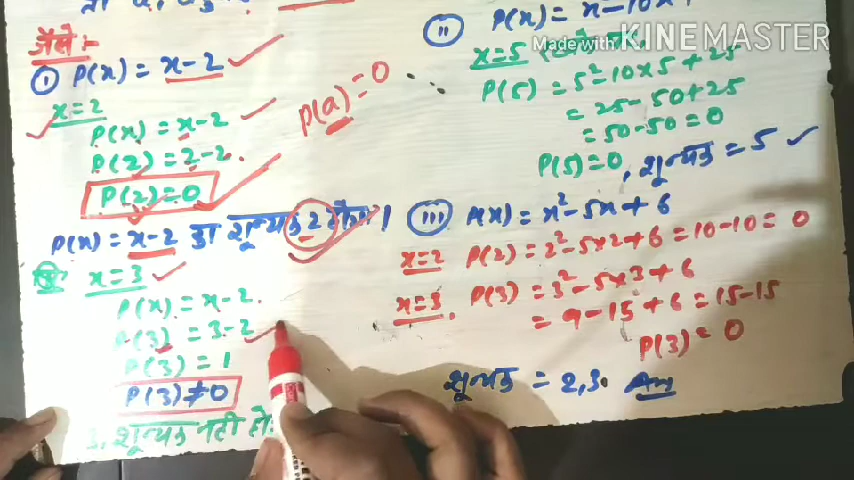 जैसे:-
(i) P(x) = x-2
x=2
P(x) = x-2
P(2) = 2-2.
P(2) = 0
P(a) = 0
P(x) = x-2 का शून्यक 2 होगा।
x=3
P(x) = x-2.
P(3) = 3-2
P(3) = 1
P(3) ≠ 0
3, शून्यक नही
(ii) P(x) =
x=5
P(5) = 5²-10×5+25
= 25-50+25
= 50-50=0
P(5)=0, शून्यक = 5
(iii) P(x) = x²-5x+6
x=2 P(2) = 2²-5×2+6 = 10-10 = 0
x=3. P(3) = 3²-5×3+6
= 9-15+6 = 15-15
P(3) = 0
शून्यक = 2,3. Ans
Made with KINEMASTER